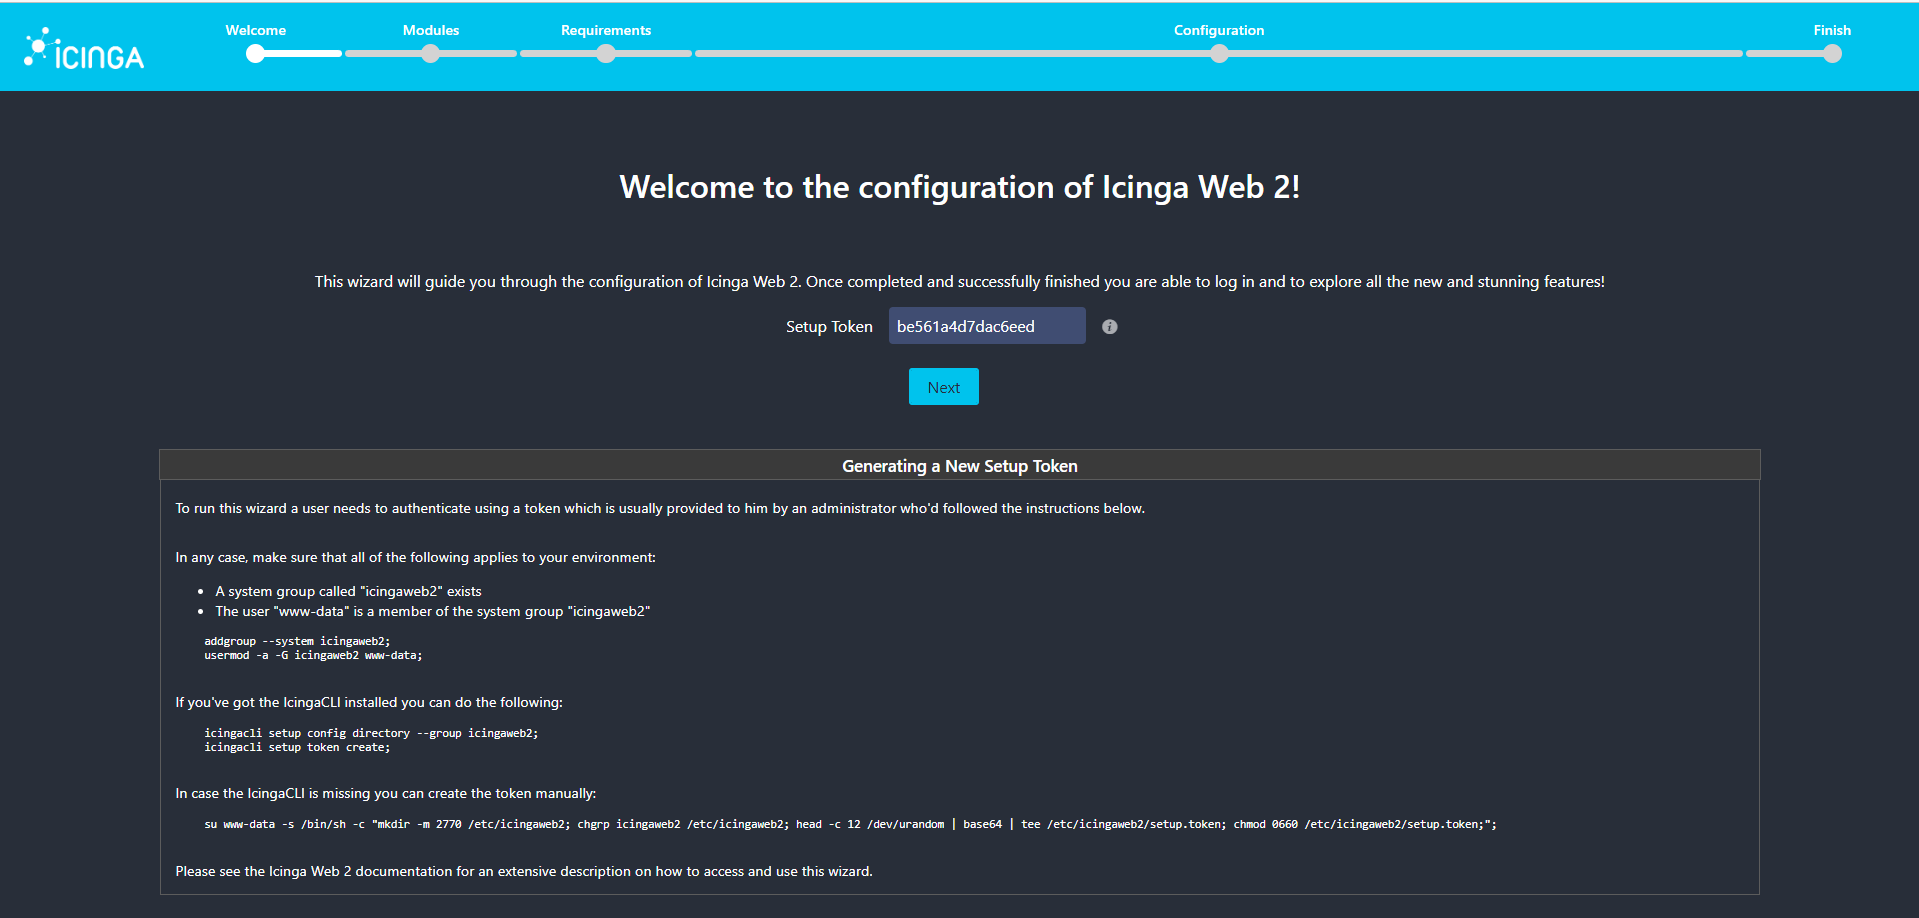 Welcome Modules Requirements Configuration Finish
ICINGA
Welcome to the configuration of Icinga Web 2!
This wizard will guide you through the configuration of Icinga Web 2. Once completed and successfully finished you are able to log in and to explore all the new and stunning features!
Setup Token be561a4d7dac6eed
Next
Generating a New Setup Token
To run this wizard a user needs to authenticate using a token which is usually provided to him by an administrator who'd followed the instructions below.
In any case, make sure that all of the following applies to your environment:
• A system group called "icingaweb2" exists
• The user "www-data" is a member of the system group "icingaweb2"
addgroup --system icingaweb2;
usermod -a -G icingaweb2 www-data;
If you've got the IcingaCLI installed you can do the following:
icingacli setup config directory --group icingaweb2;
icingacli setup token create;
In case the IcingaCLI is missing you can create the token manually:
su www-data -s /bin/sh -c "mkdir -m 2770 /etc/icingaweb2; chgrp icingaweb2 /etc/icingaweb2; head -c 12 /dev/urandom | base64 | tee /etc/icingaweb2/setup.token; chmod 0660 /etc/icingaweb2/setup.token;";
Please see the Icinga Web 2 documentation for an extensive description on how to access and use this wizard.